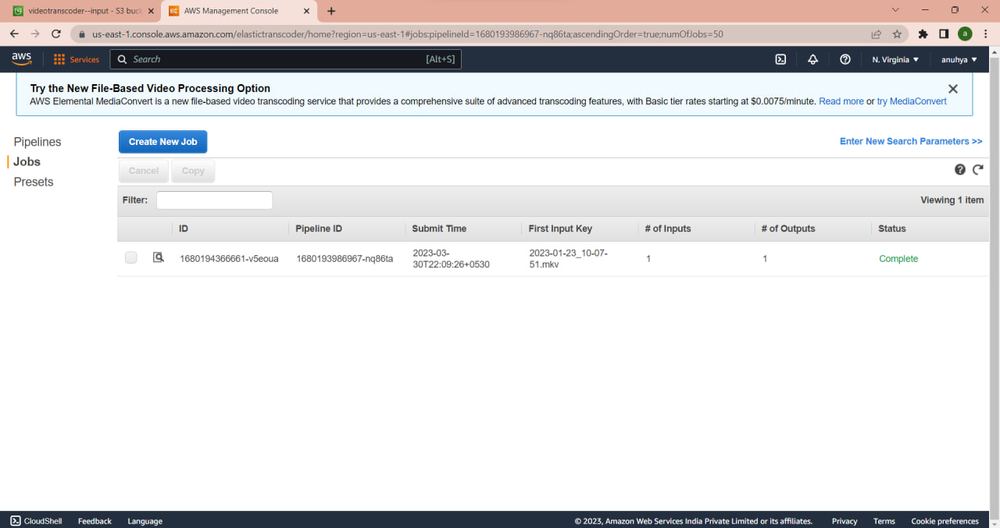 videotranscoder--input - S3 buck
AWS Management Console
us-east-1.console.aws.amazon.com/elastictranscoder/home?region=us-east-1#jobs:pipelineId=1680193986967-nq86ta;ascendingOrder=true;numOfJobs=50
a
aws
Services
Search
[Alt+S]
N. Virginia
anuhya
Try the New File-Based Video Processing Option
AWS Elemental MediaConvert is a new file-based video transcoding service that provides a comprehensive suite of advanced transcoding features, with Basic tier rates starting at $0.0075/minute. Read more or try MediaConvert
Pipelines
Jobs
Presets
Create New Job
Enter New Search Parameters >>
Cancel
Copy
Filter:
Viewing 1 item
ID
Pipeline ID
Submit Time
First Input Key
# of Inputs
# of Outputs
Status
1680194366661-v5eoua
1680193986967-nq86ta
2023-03-
30T22:09:26+0530
2023-01-23_10-07-
51.mkv
1
1
Complete
CloudShell
Feedback
Language
© 2023, Amazon Web Services India Private Limited or its affiliates.
Privacy
Terms
Cookie preferences